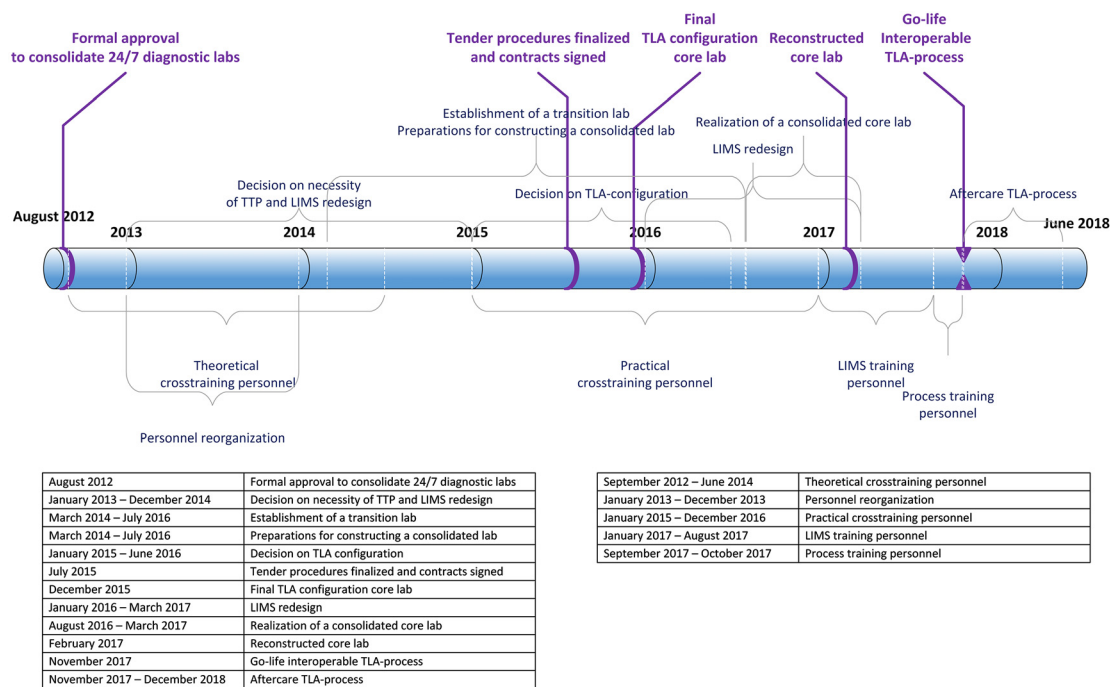 Formal approval
to consolidate 24/7 diagnostic labs
Tender procedures finalized
and contracts signed
Final
TLA configuration
core lab
Reconstructed
core lab
Go-life
Interoperable
TLA-process
Establishment of a transition lab
Preparations for constructing a consolidated lab
Realization of a consolidated core lab
LIMS redesign
Decision on necessity
of TTP and LIMS redesign
Decision on TLA-configuration
Aftercare TLA-process
August 2012
June 2018
2013
2014
2015
2016
2017
2018
Theoretical
crosstraining personnel
Practical
crosstraining personnel
LIMS training
personnel
Process training
personnel
Personnel reorganization
August 2012 Formal approval to consolidate 24/7 diagnostic labs
January 2013 – December 2014 Decision on necessity of TTP and LIMS redesign
March 2014 – July 2016 Establishment of a transition lab
March 2014 – July 2016 Preparations for constructing a consolidated lab
January 2015 – June 2016 Decision on TLA configuration
July 2015 Tender procedures finalized and contracts signed
December 2015 Final TLA configuration core lab
January 2016 – March 2017 LIMS redesign
August 2016 – March 2017 Realization of a consolidated core lab
February 2017 Reconstructed core lab
November 2017 Go-life interoperable TLA-process
November 2017 – December 2018 Aftercare TLA-process
September 2012 – June 2014 Theoretical crosstraining personnel
January 2013 – December 2013 Personnel reorganization
January 2015 – December 2016 Practical crosstraining personnel
January 2017 – August 2017 LIMS training personnel
September 2017 – October 2017 Process training personnel